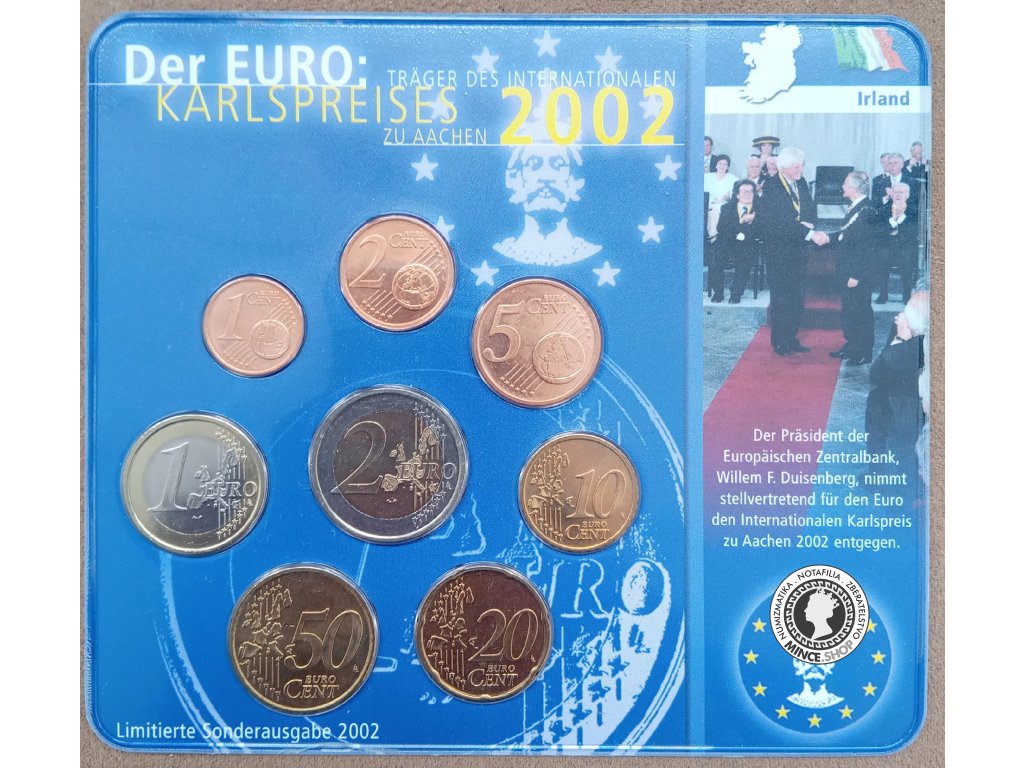 Der EURO: TRÄGER DES INTERNATIONALEN
KARLSPREISES 2002
ZU AACHEN
Irland
2 EURO CENT
1 EURO CENT
5 EURO CENT
1 EURO
2 EURO
10 EURO CENT
50 EURO CENT
20 EURO CENT
EURO
Der Präsident der
Europäischen Zentralbank,
Willem F. Duisenberg, nimmt
stellvertretend für den Euro
den Internationalen Karlspreis
zu Aachen 2002 entgegen.
NUMIZMATIKA . NOTAFILIA . ZBERATELSTVO
MINCE.SHOP
Limitierte Sonderausgabe 2002